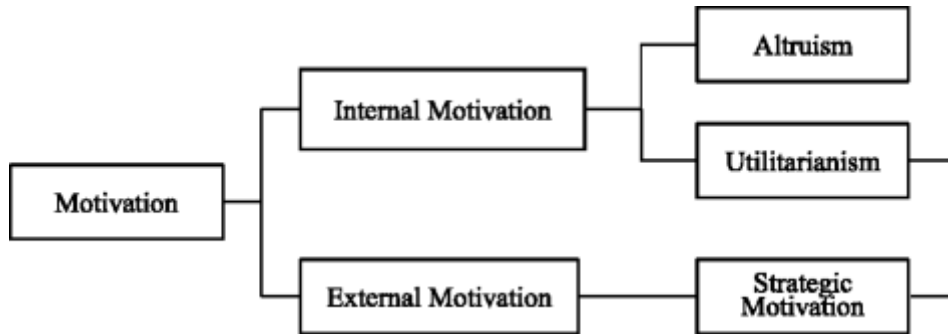 Altruism
Internal Motivation
Utilitarianism
Motivation
External Motivation
Strategic
Motivation